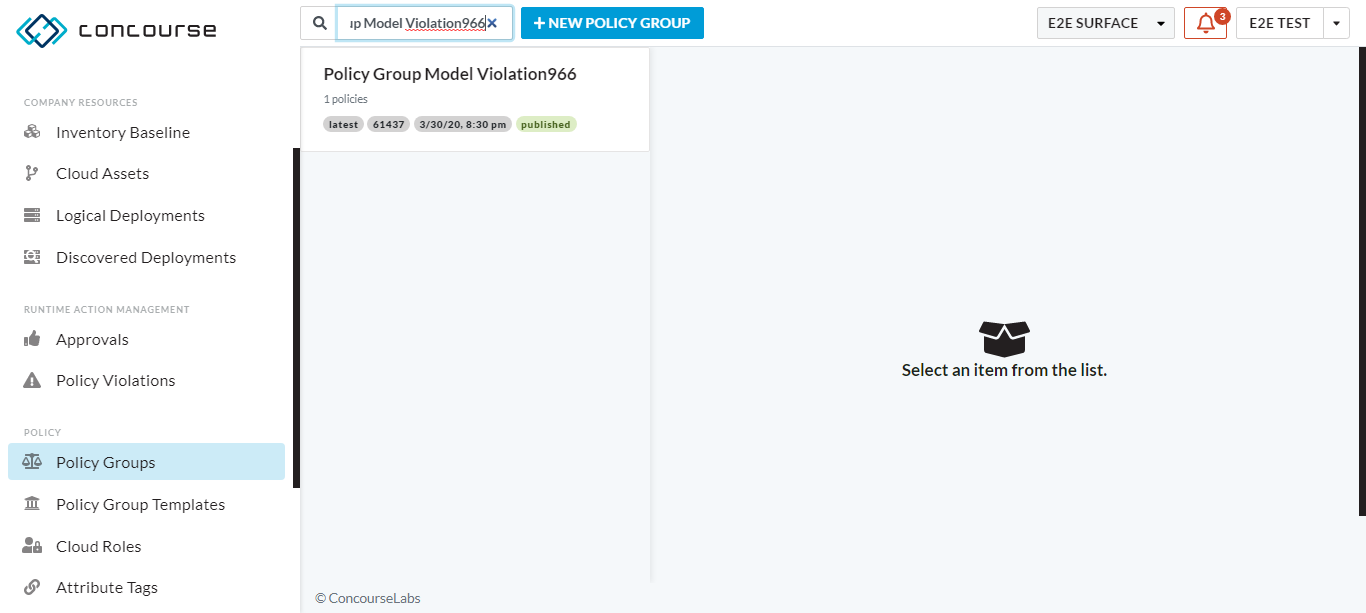 concourse
ıp Model Violation966
NEW POLICY GROUP
E2E SURFACE
3
E2E TEST
Policy Group Model Violation966
1 policies
latest 61437 3/30/20, 8:30 pm published
COMPANY RESOURCES
Inventory Baseline
Cloud Assets
Logical Deployments
Discovered Deployments
RUNTIME ACTION MANAGEMENT
Approvals
Policy Violations
POLICY
Policy Groups
Policy Group Templates
Cloud Roles
Attribute Tags
Select an item from the list.
© ConcourseLabs